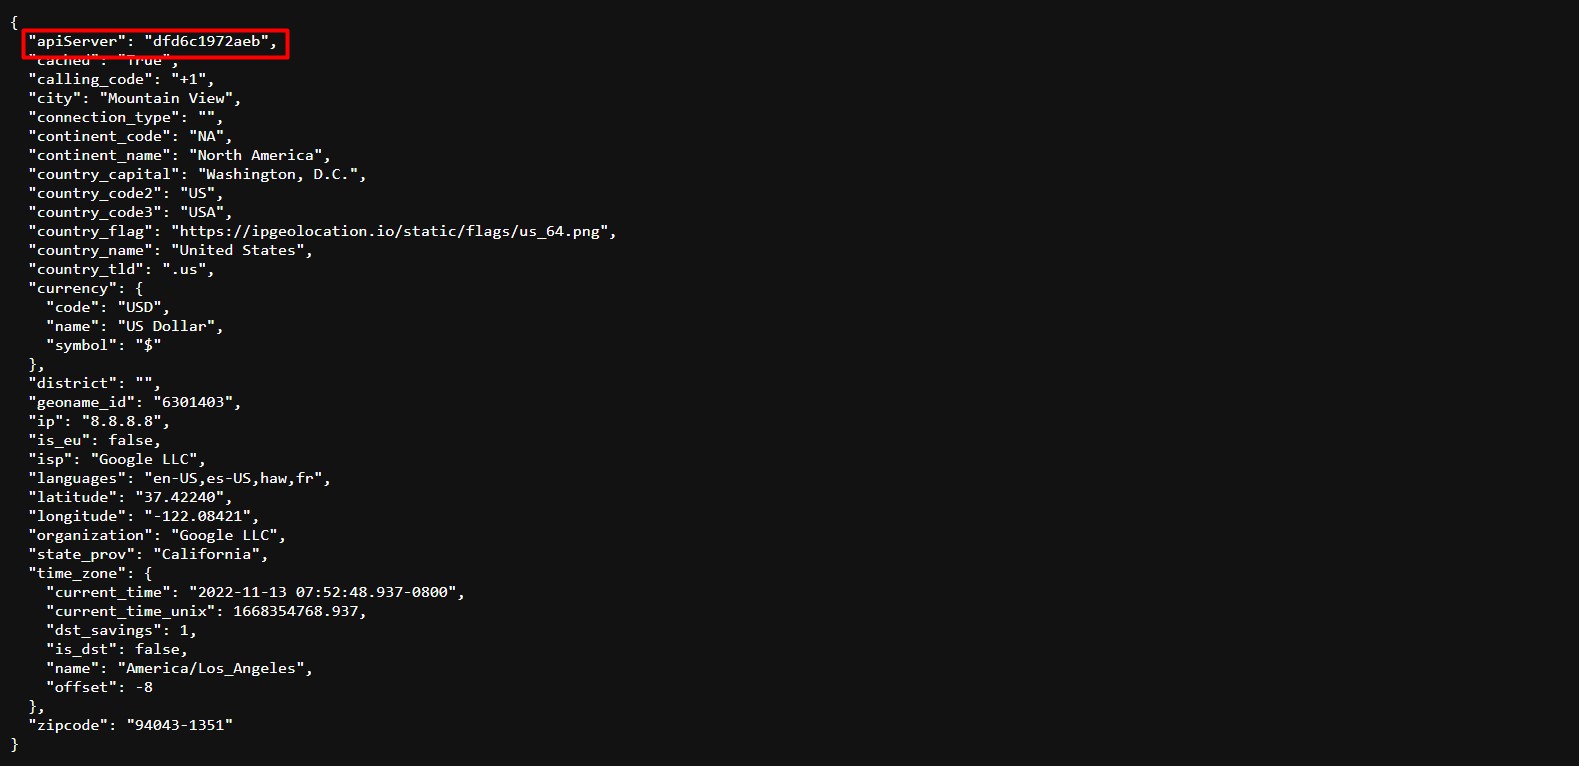 {
  "apiServer": "dfd6c1972aeb",
  "cached": "True",
  "calling_code": "+1",
  "city": "Mountain View",
  "connection_type": "",
  "continent_code": "NA",
  "continent_name": "North America",
  "country_capital": "Washington, D.C.",
  "country_code2": "US",
  "country_code3": "USA",
  "country_flag": "https://ipgeolocation.io/static/flags/us_64.png",
  "country_name": "United States",
  "country_tld": ".us",
  "currency": {
    "code": "USD",
    "name": "US Dollar",
    "symbol": "$"
  },
  "district": "",
  "geoname_id": "6301403",
  "ip": "8.8.8.8",
  "is_eu": false,
  "isp": "Google LLC",
  "languages": "en-US,es-US,haw,fr",
  "latitude": "37.42240",
  "longitude": "-122.08421",
  "organization": "Google LLC",
  "state_prov": "California",
  "time_zone": {
    "current_time": "2022-11-13 07:52:48.937-0800",
    "current_time_unix": 1668354768.937,
    "dst_savings": 1,
    "is_dst": false,
    "name": "America/Los_Angeles",
    "offset": -8
  },
  "zipcode": "94043-1351"
}